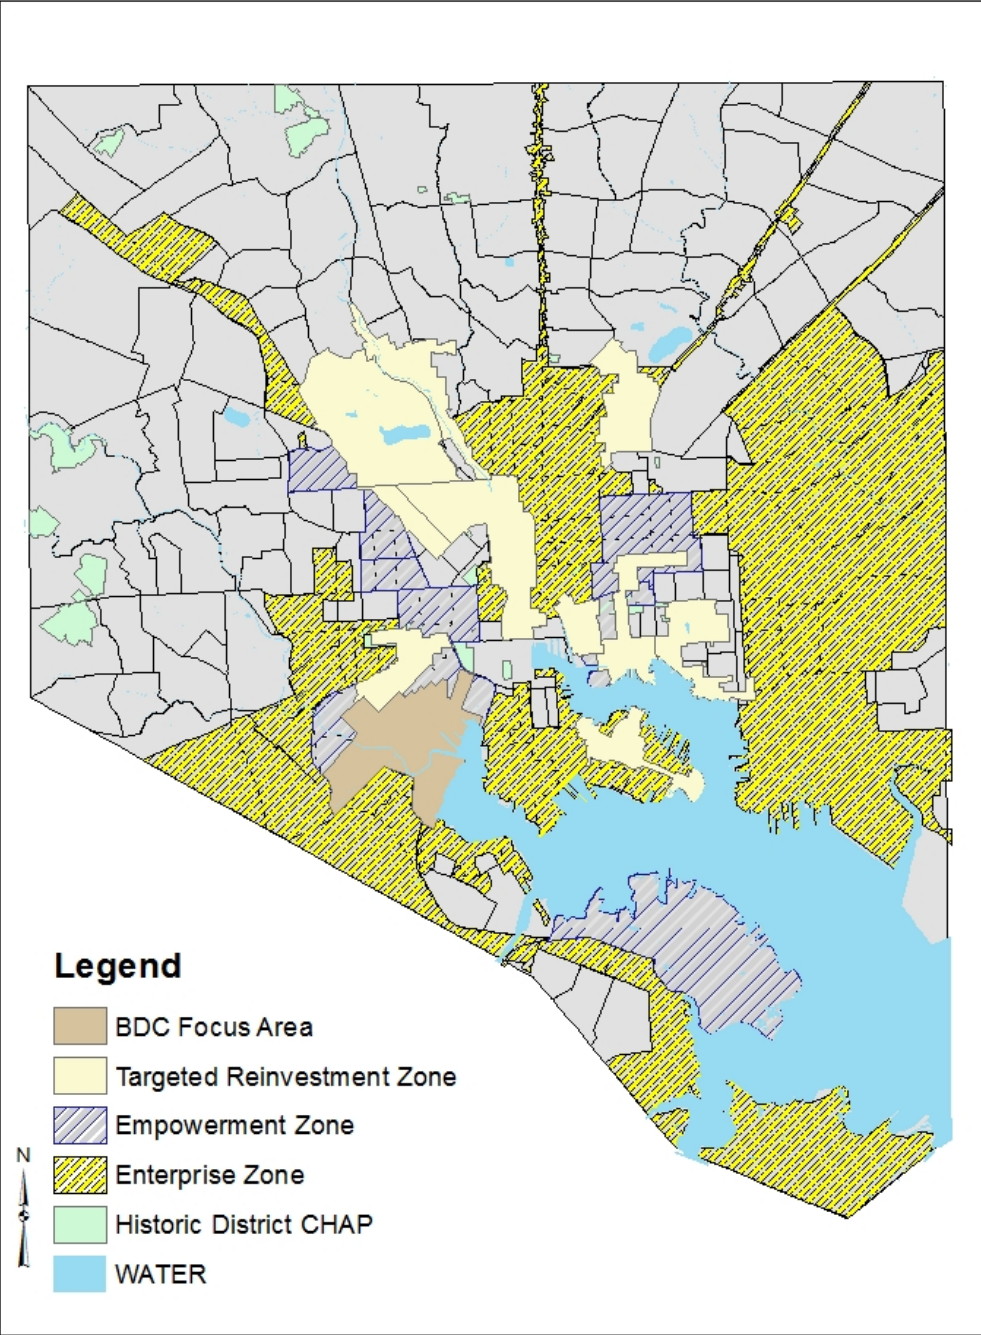 Legend
BDC Focus Area
Targeted Reinvestment Zone
Empowerment Zone
Enterprise Zone
Historic District CHAP
WATER
N